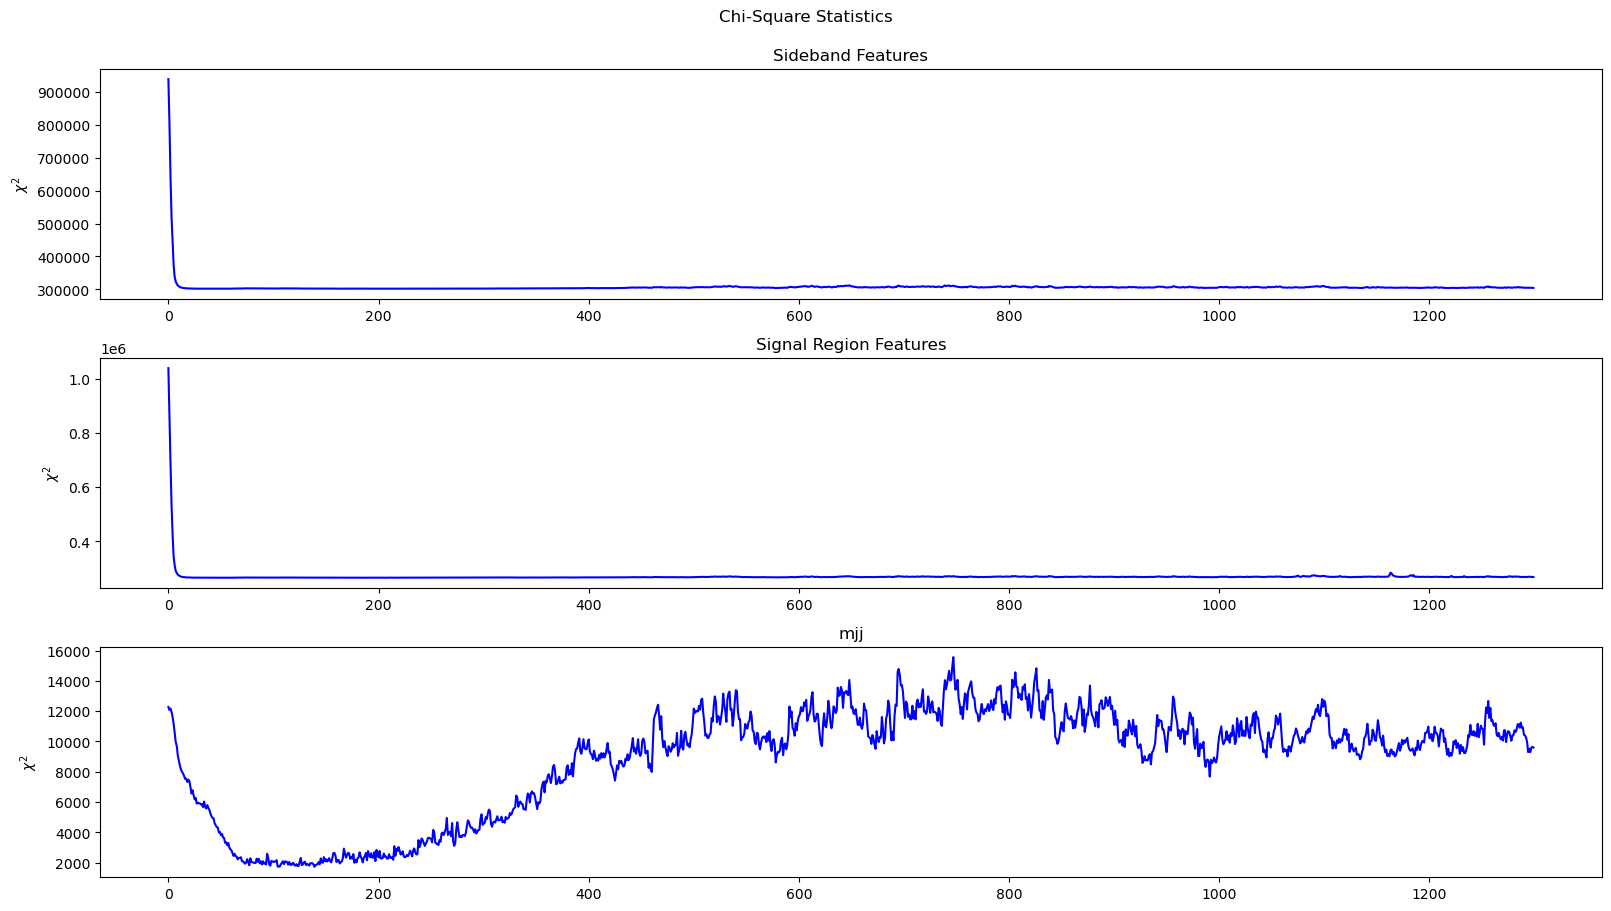 Chi-Square Statistics
Sideband Features
χ²
900000
800000
700000
600000
500000
400000
300000
0 200 400 600 800 1000 1200
Signal Region Features
1e6
χ²
1.0
0.8
0.6
0.4
0 200 400 600 800 1000 1200
mjj
χ²
16000
14000
12000
10000
8000
6000
4000
2000
0 200 400 600 800 1000 1200